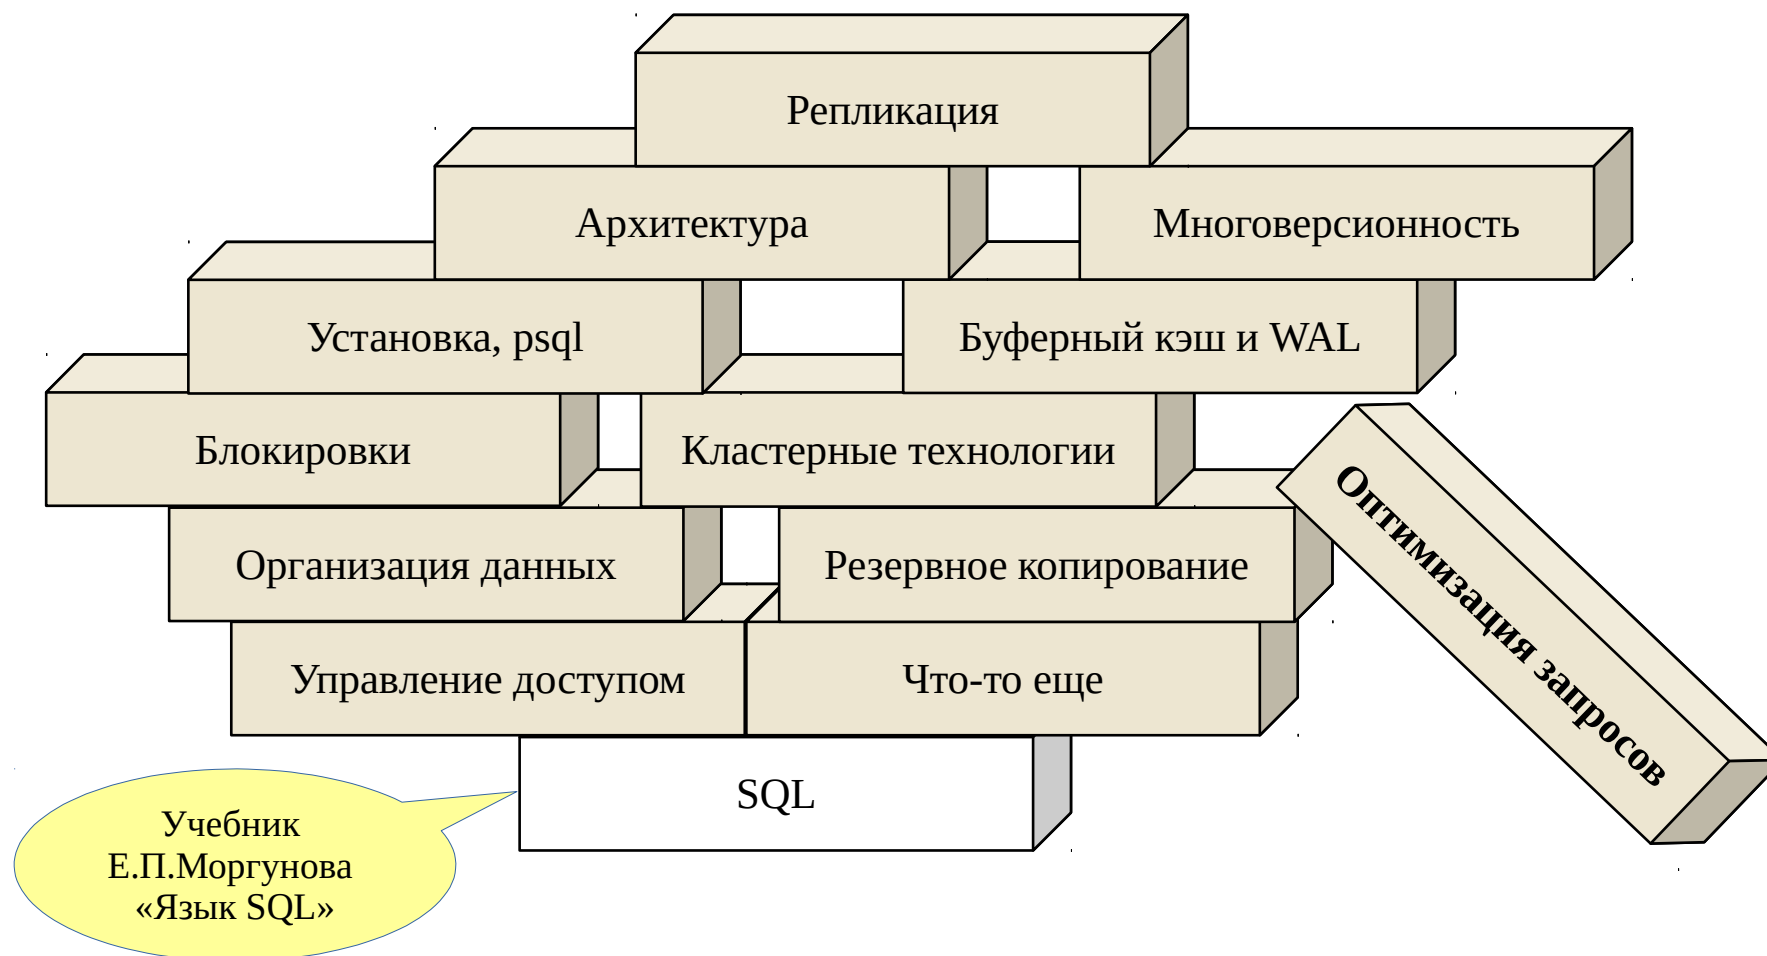 Репликация
Архитектура
Многоверсионность
Установка, psql
Буферный кэш и WAL
Блокировки
Кластерные технологии
Оптимизация запросов
Организация данных
Резервное копирование
Управление доступом
Что-то еще
SQL
Учебник
Е.П.Моргунова
«Язык SQL»